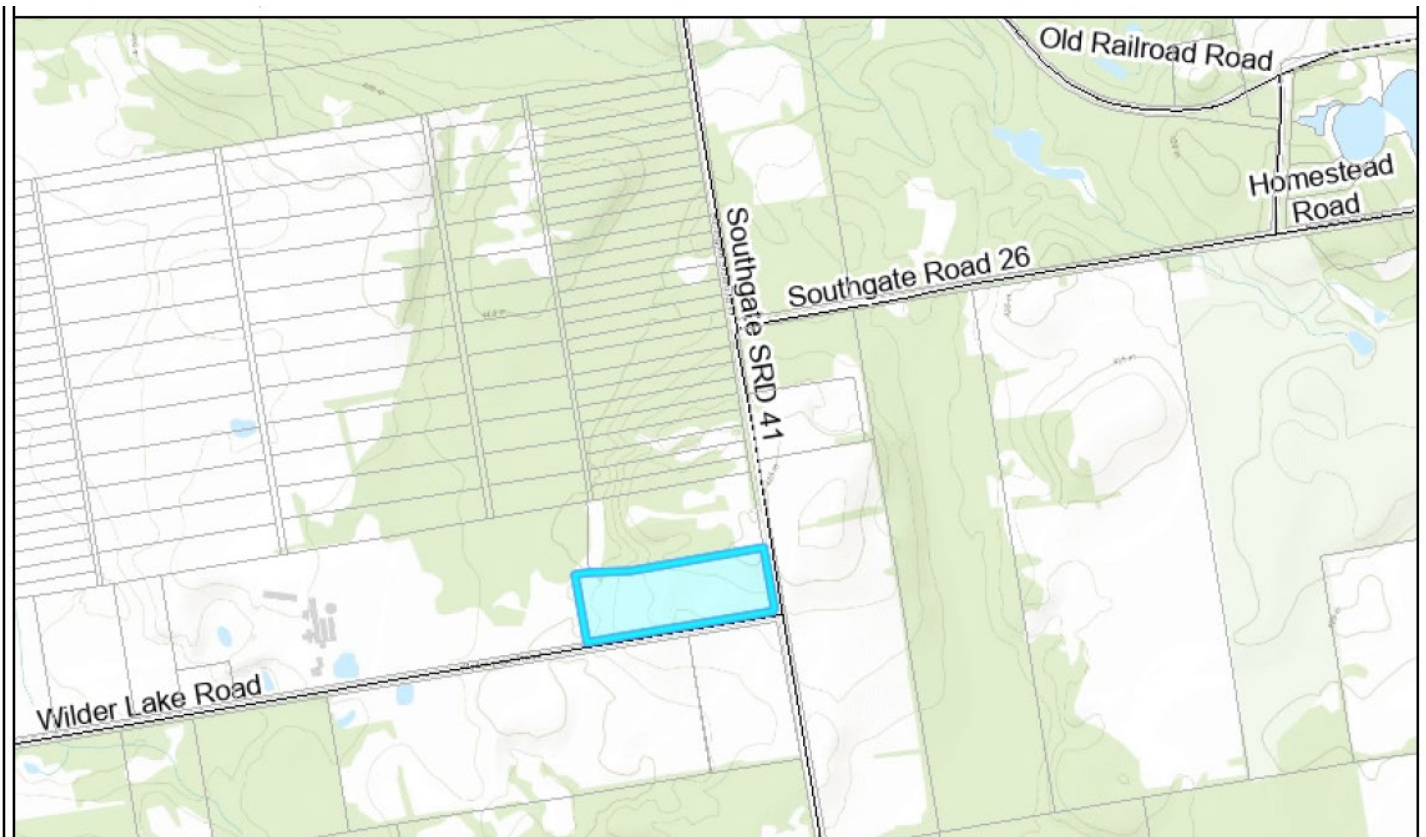 Old Railroad Road
Homestead
Road
Southgate Road 26
Southgate SRD 41
Wilder Lake Road